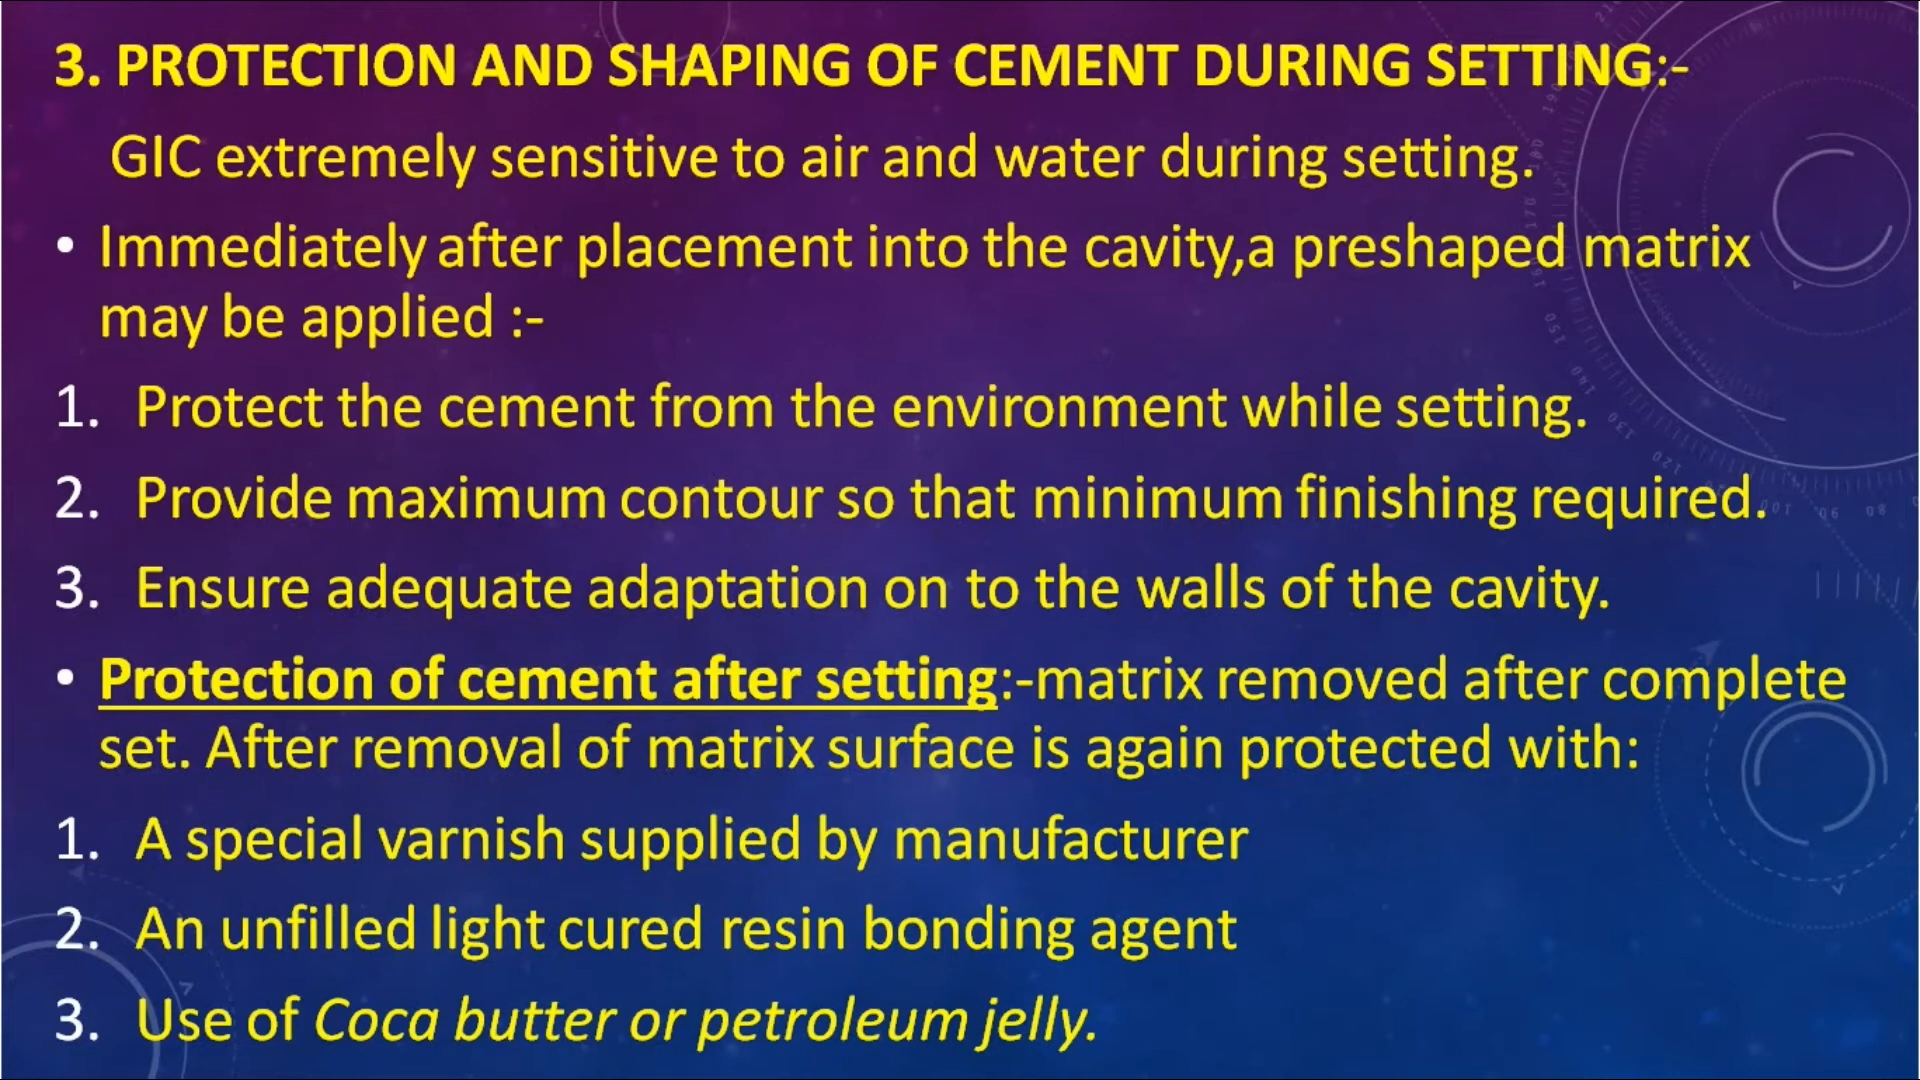 3. PROTECTION AND SHAPING OF CEMENT DURING SETTING:-
GIC extremely sensitive to air and water during setting.
• Immediately after placement into the cavity,a preshaped matrix
may be applied :-
1. Protect the cement from the environment while setting.
2. Provide maximum contour so that minimum finishing required.
3. Ensure adequate adaptation on to the walls of the cavity.
• Protection of cement after setting:-matrix removed after complete
set. After removal of matrix surface is again protected with:
1. A special varnish supplied by manufacturer
2. An unfilled light cured resin bonding agent
3. Use of Coca butter or petroleum jelly.